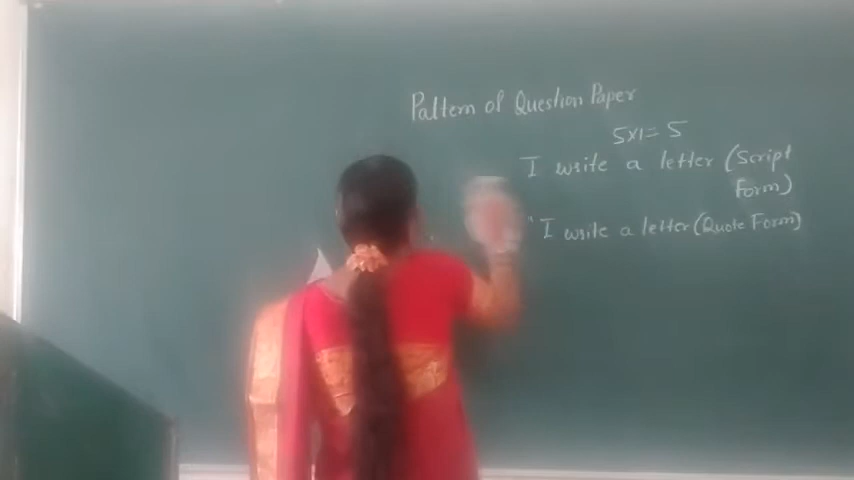 Pattern of Question Paper
5x1= 5
I write a letter (Script
Form)
" I write a letter (Quote Form)